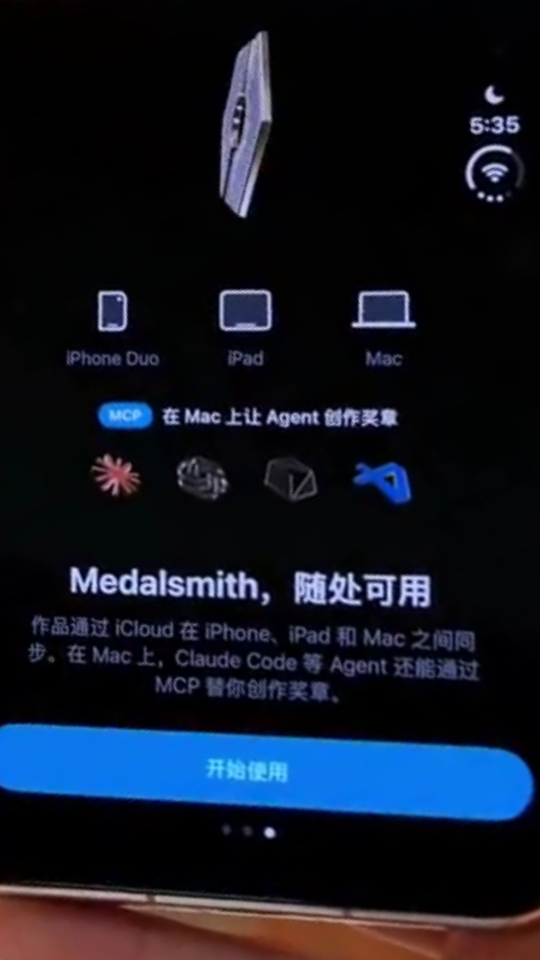 5:35
iPhone Duo
iPad
Mac
MCP 在 Mac 上让 Agent 创作奖章
Medalsmith，随处可用
作品通过 iCloud 在 iPhone、iPad 和 Mac 之间同
步。在 Mac 上，Claude Code 等 Agent 还能通过
MCP 替你创作奖章。
开始使用